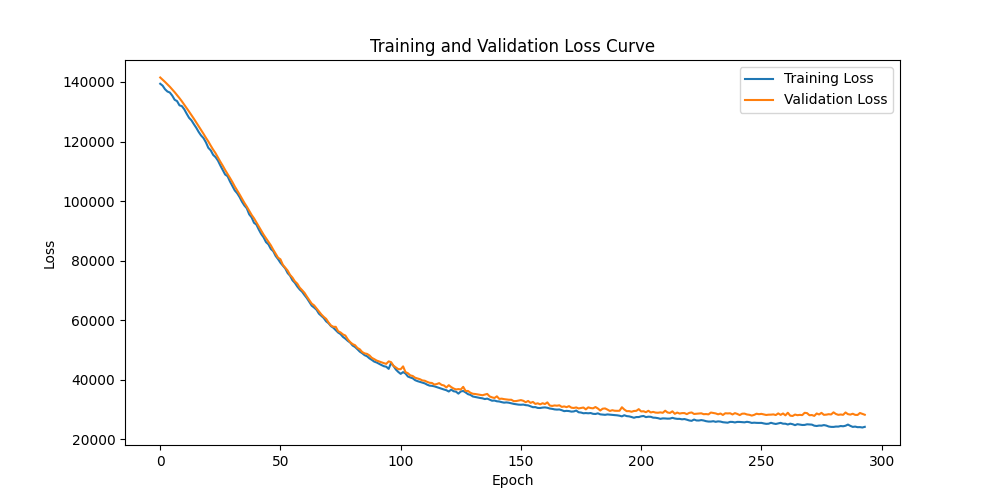 Training and Validation Loss Curve
Training Loss
Validation Loss
140000
120000
100000
80000
60000
40000
20000
Loss
0 50 100 150 200 250 300
Epoch